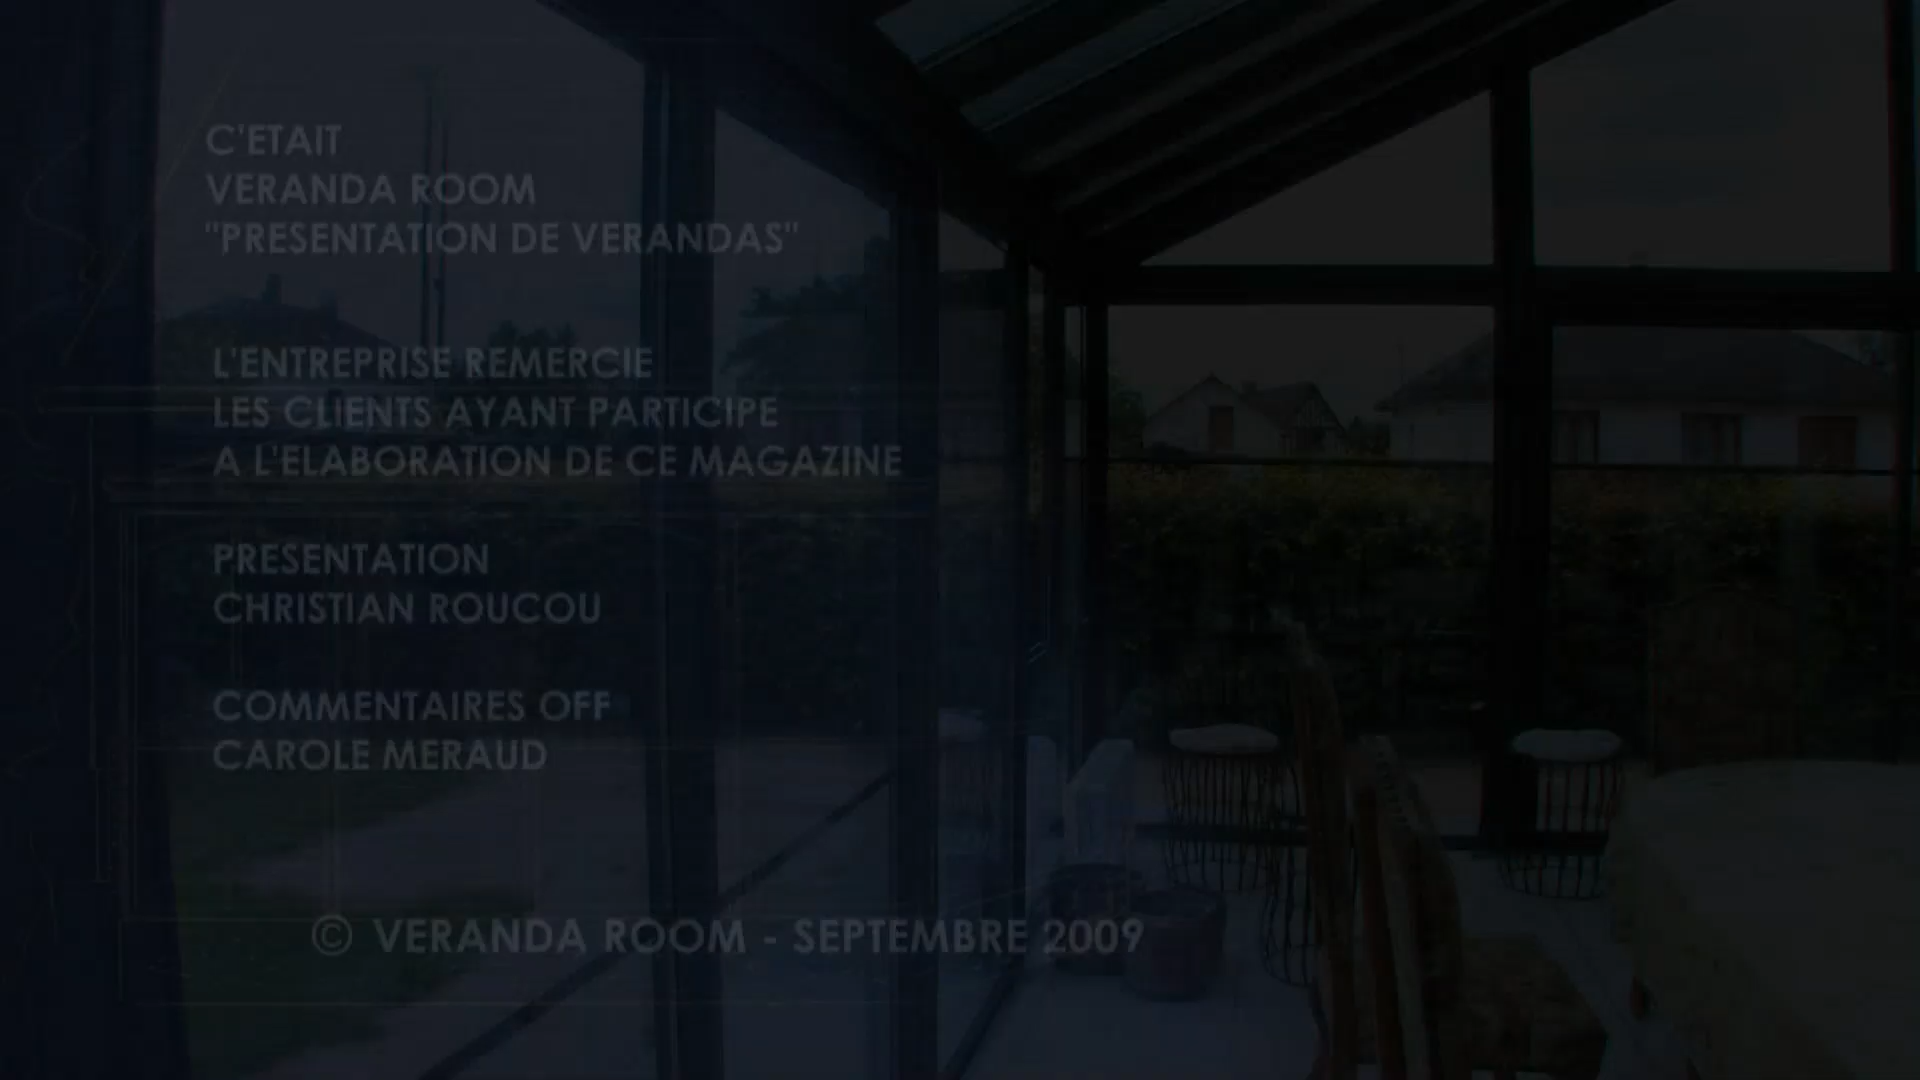 C'ETAIT
VERANDA ROOM
"PRESENTATION DE VERANDAS"
L'ENTREPRISE REMERCIE
LES CLIENTS AYANT PARTICIPE
A L'ELABORATION DE CE MAGAZINE
PRESENTATION
CHRISTIAN ROUCOU
COMMENTAIRES OFF
CAROLE MERAUD
© VERANDA ROOM - SEPTEMBRE 2009